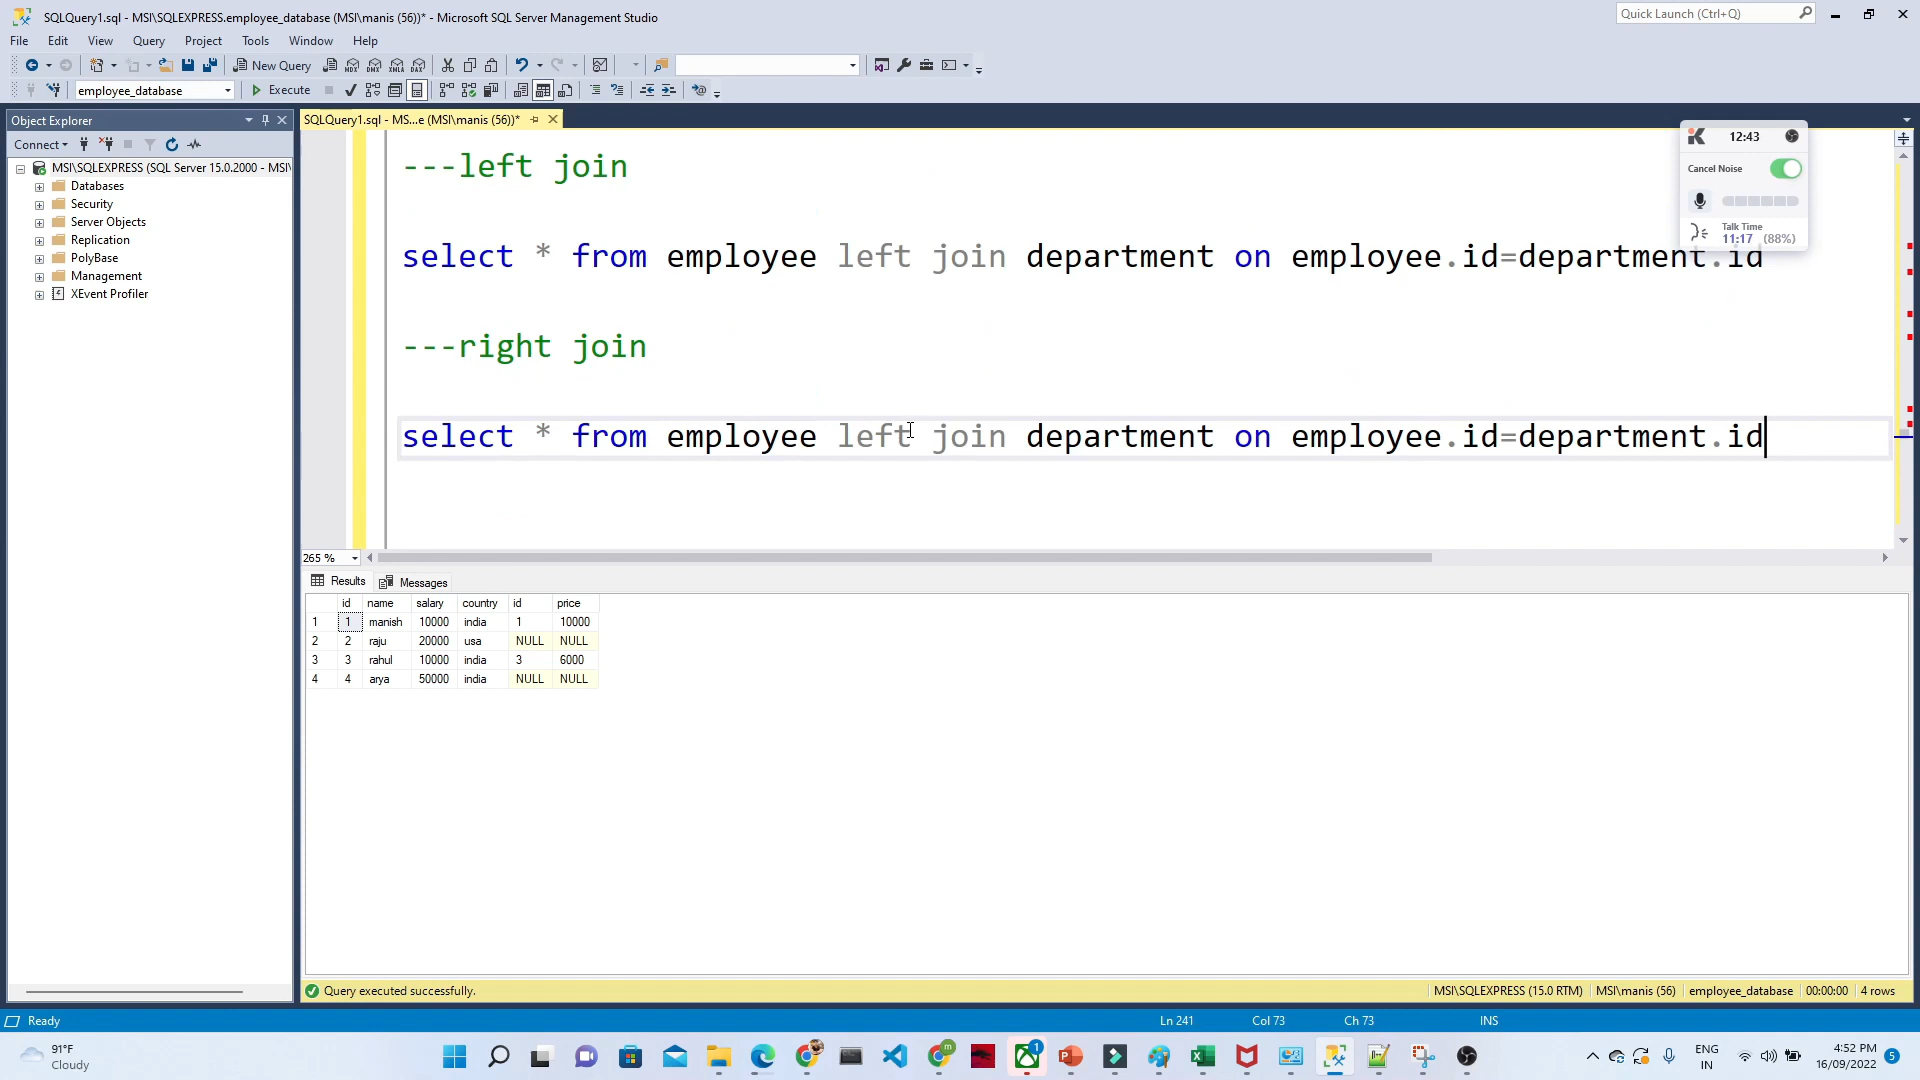 SQLQuery1.sql - MSI\SQLEXPRESS.employee_database (MSI\manis (56))* - Microsoft SQL Server Management Studio
Quick Launch (Ctrl+Q)
File Edit View Query Project Tools Window Help
New Query
employee_database
Execute
Object Explorer
SQLQuery1.sql - MS...e (MSI\manis (56))*
Connect
MSI\SQLEXPRESS (SQL Server 15.0.2000 - MSI\
Databases
Security
Server Objects
Replication
PolyBase
Management
XEvent Profiler
---left join
select * from employee left join department on employee.id=department.id
---right join
select * from employee left join department on employee.id=department.id
12:43
Cancel Noise
Talk Time
11:17 (88%)
265 %
Results Messages
id name salary country id price
1 1 manish 10000 india 1 10000
2 2 raju 20000 usa NULL NULL
3 3 rahul 10000 india 3 6000
4 4 arya 50000 india NULL NULL
Query executed successfully.
MSI\SQLEXPRESS (15.0 RTM) MSI\manis (56) employee_database 00:00:00 4 rows
Ready
Ln 241 Col 73 Ch 73 INS
91°F
Cloudy
ENG
IN
4:52 PM
16/09/2022
5